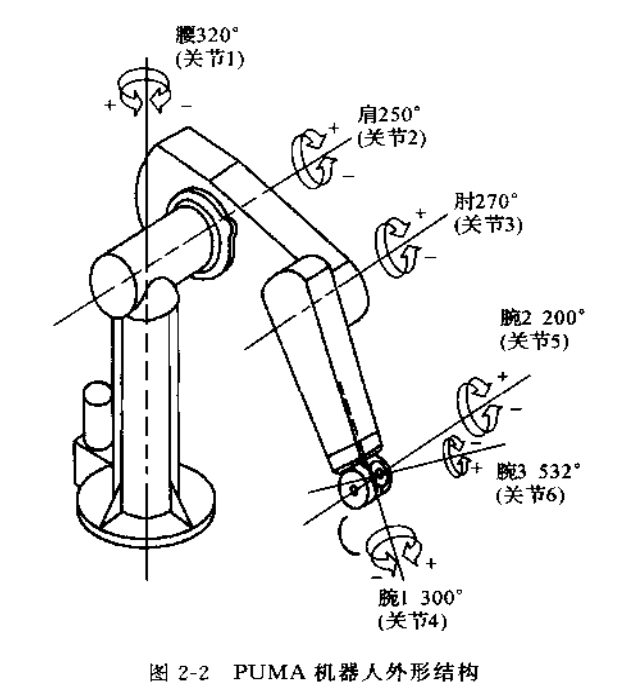 腰320°
(关节1)
+ −
肩250°
(关节2)
+
−
肘270°
(关节3)
+
−
腕2 200°
(关节5)
+
−
−
+
腕3 532°
(关节6)
− +
腕1 300°
(关节4)
图 2-2 PUMA 机器人外形结构